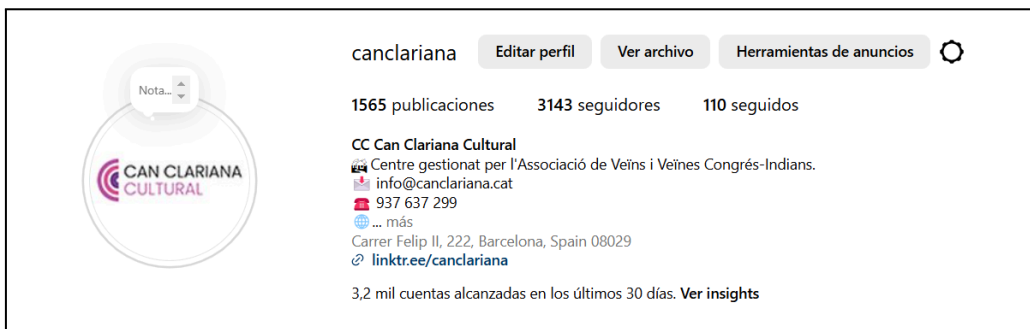 canclariana Editar perfil Ver archivo Herramientas de anuncios
Nota...
1565 publicaciones 3143 seguidores 110 seguidos
CAN CLARIANA
CULTURAL
CC Can Clariana Cultural
Centre gestionat per l'Associació de Veïns i Veïnes Congrés-Indians.
info@canclariana.cat
937 637 299
... más
Carrer Felip II, 222, Barcelona, Spain 08029
linktr.ee/canclariana
3,2 mil cuentas alcanzadas en los últimos 30 días. Ver insights